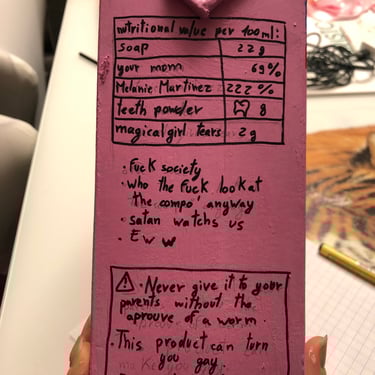 nutritional value per 100ml:
soap 22g
your mom 69%
Melanie Martinez 222%
teeth powder g
magical girl tears 2g
. Fuck society
. who the fuck look at
the compo' anyway
. satan watchs us
. Eww
. Never give it to your
parents without the
aprouve of a worm.
. This product can turn
you gay.